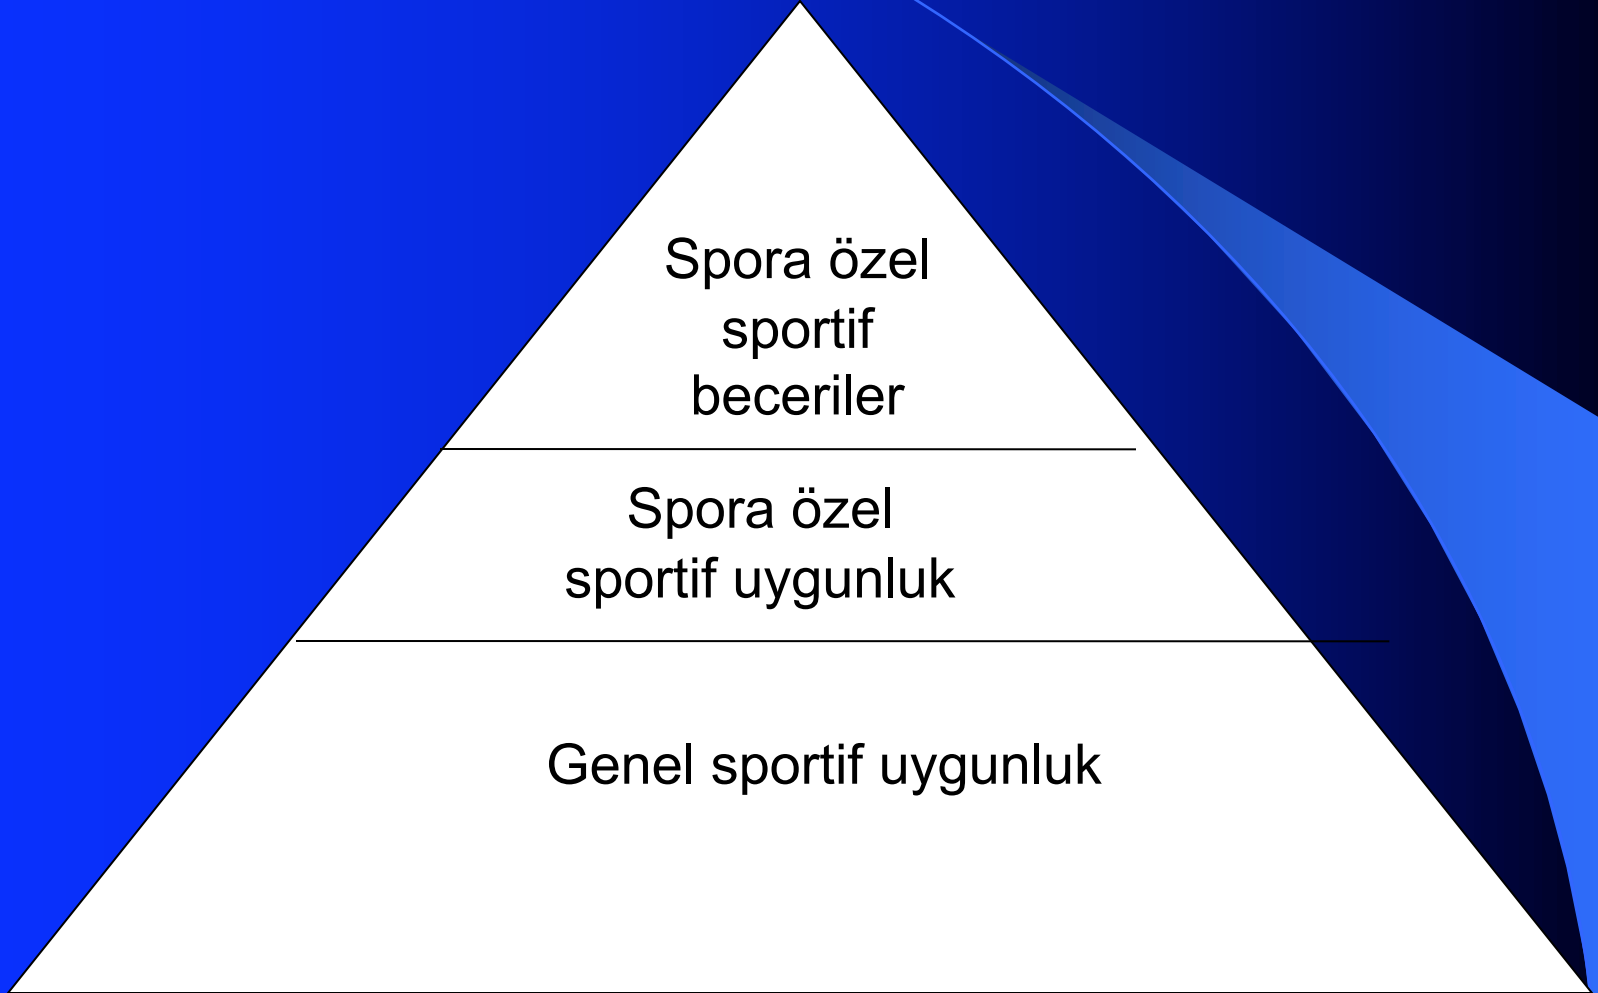 Spora özel
sportif
beceriler
Spora özel
sportif uygunluk
Genel sportif uygunluk